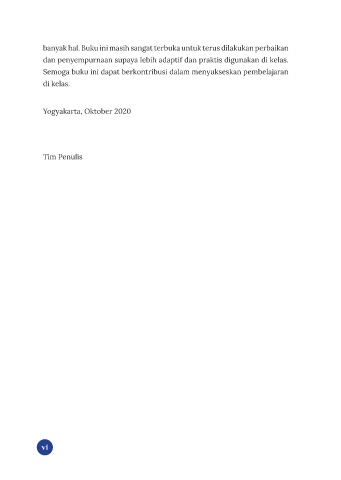 banyak hal. Buku ini masih sangat terbuka untuk terus dilakukan perbaikan
dan penyempurnaan supaya lebih adaptif dan praktis digunakan di kelas.
Semoga buku ini dapat berkontribusi dalam menyukseskan pembelajaran
di kelas.
Yogyakarta, Oktober 2020
Tim Penulis
vi